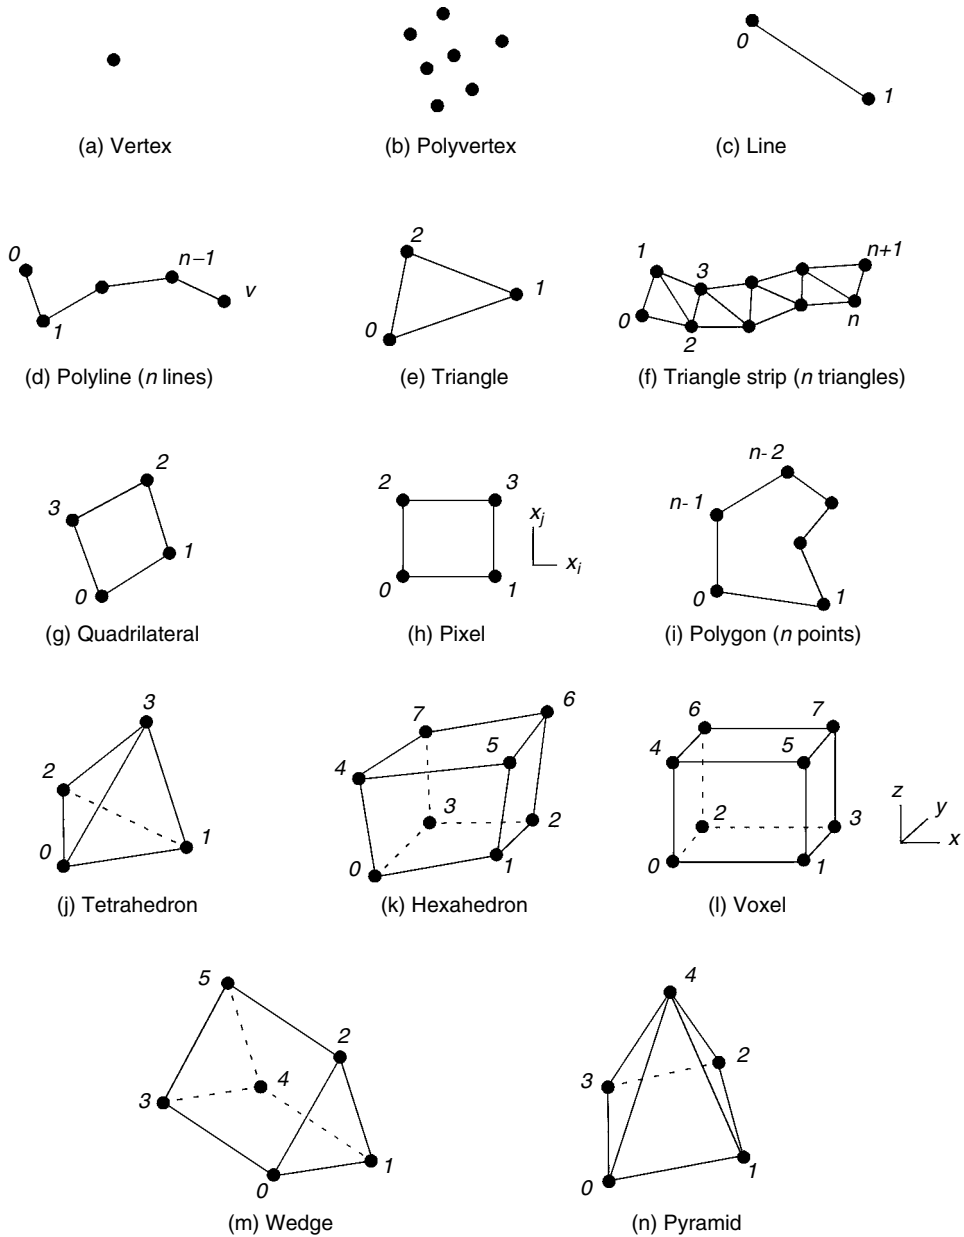 0
1
(a) Vertex
(b) Polyvertex
(c) Line
0
n–1
v
1
2
1
0
1
3
n+1
0
2
n
(d) Polyline (n lines)
(e) Triangle
(f) Triangle strip (n triangles)
2
3
1
0
2
3
0
1
xj
xi
n- 2
n- 1
0
1
(g) Quadrilateral
(h) Pixel
(i) Polygon (n points)
3
2
1
0
7
6
5
4
3
2
1
0
6
7
4
5
2
3
0
1
z
y
x
(j) Tetrahedron
(k) Hexahedron
(l) Voxel
5
2
4
3
1
0
4
2
3
1
0
(m) Wedge
(n) Pyramid